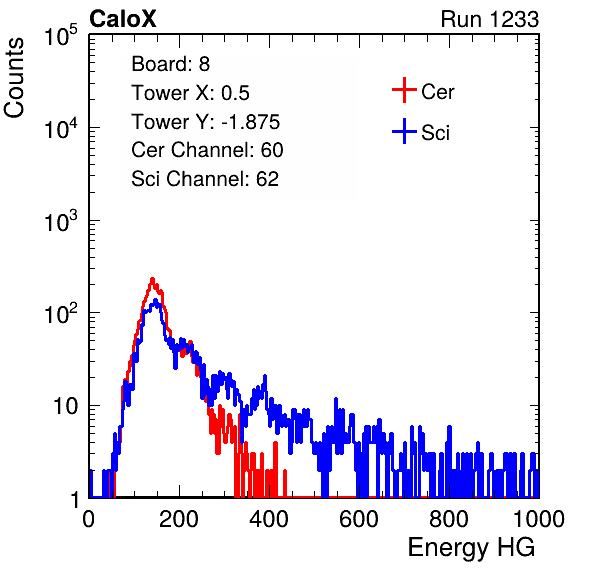 CaloX Run 1233
Counts
Board: 8
Tower X: 0.5
Tower Y: -1.875
Cer Channel: 60
Sci Channel: 62
Cer
Sci
10^5
10^4
10^3
10^2
10
1
0 200 400 600 800 1000
Energy HG